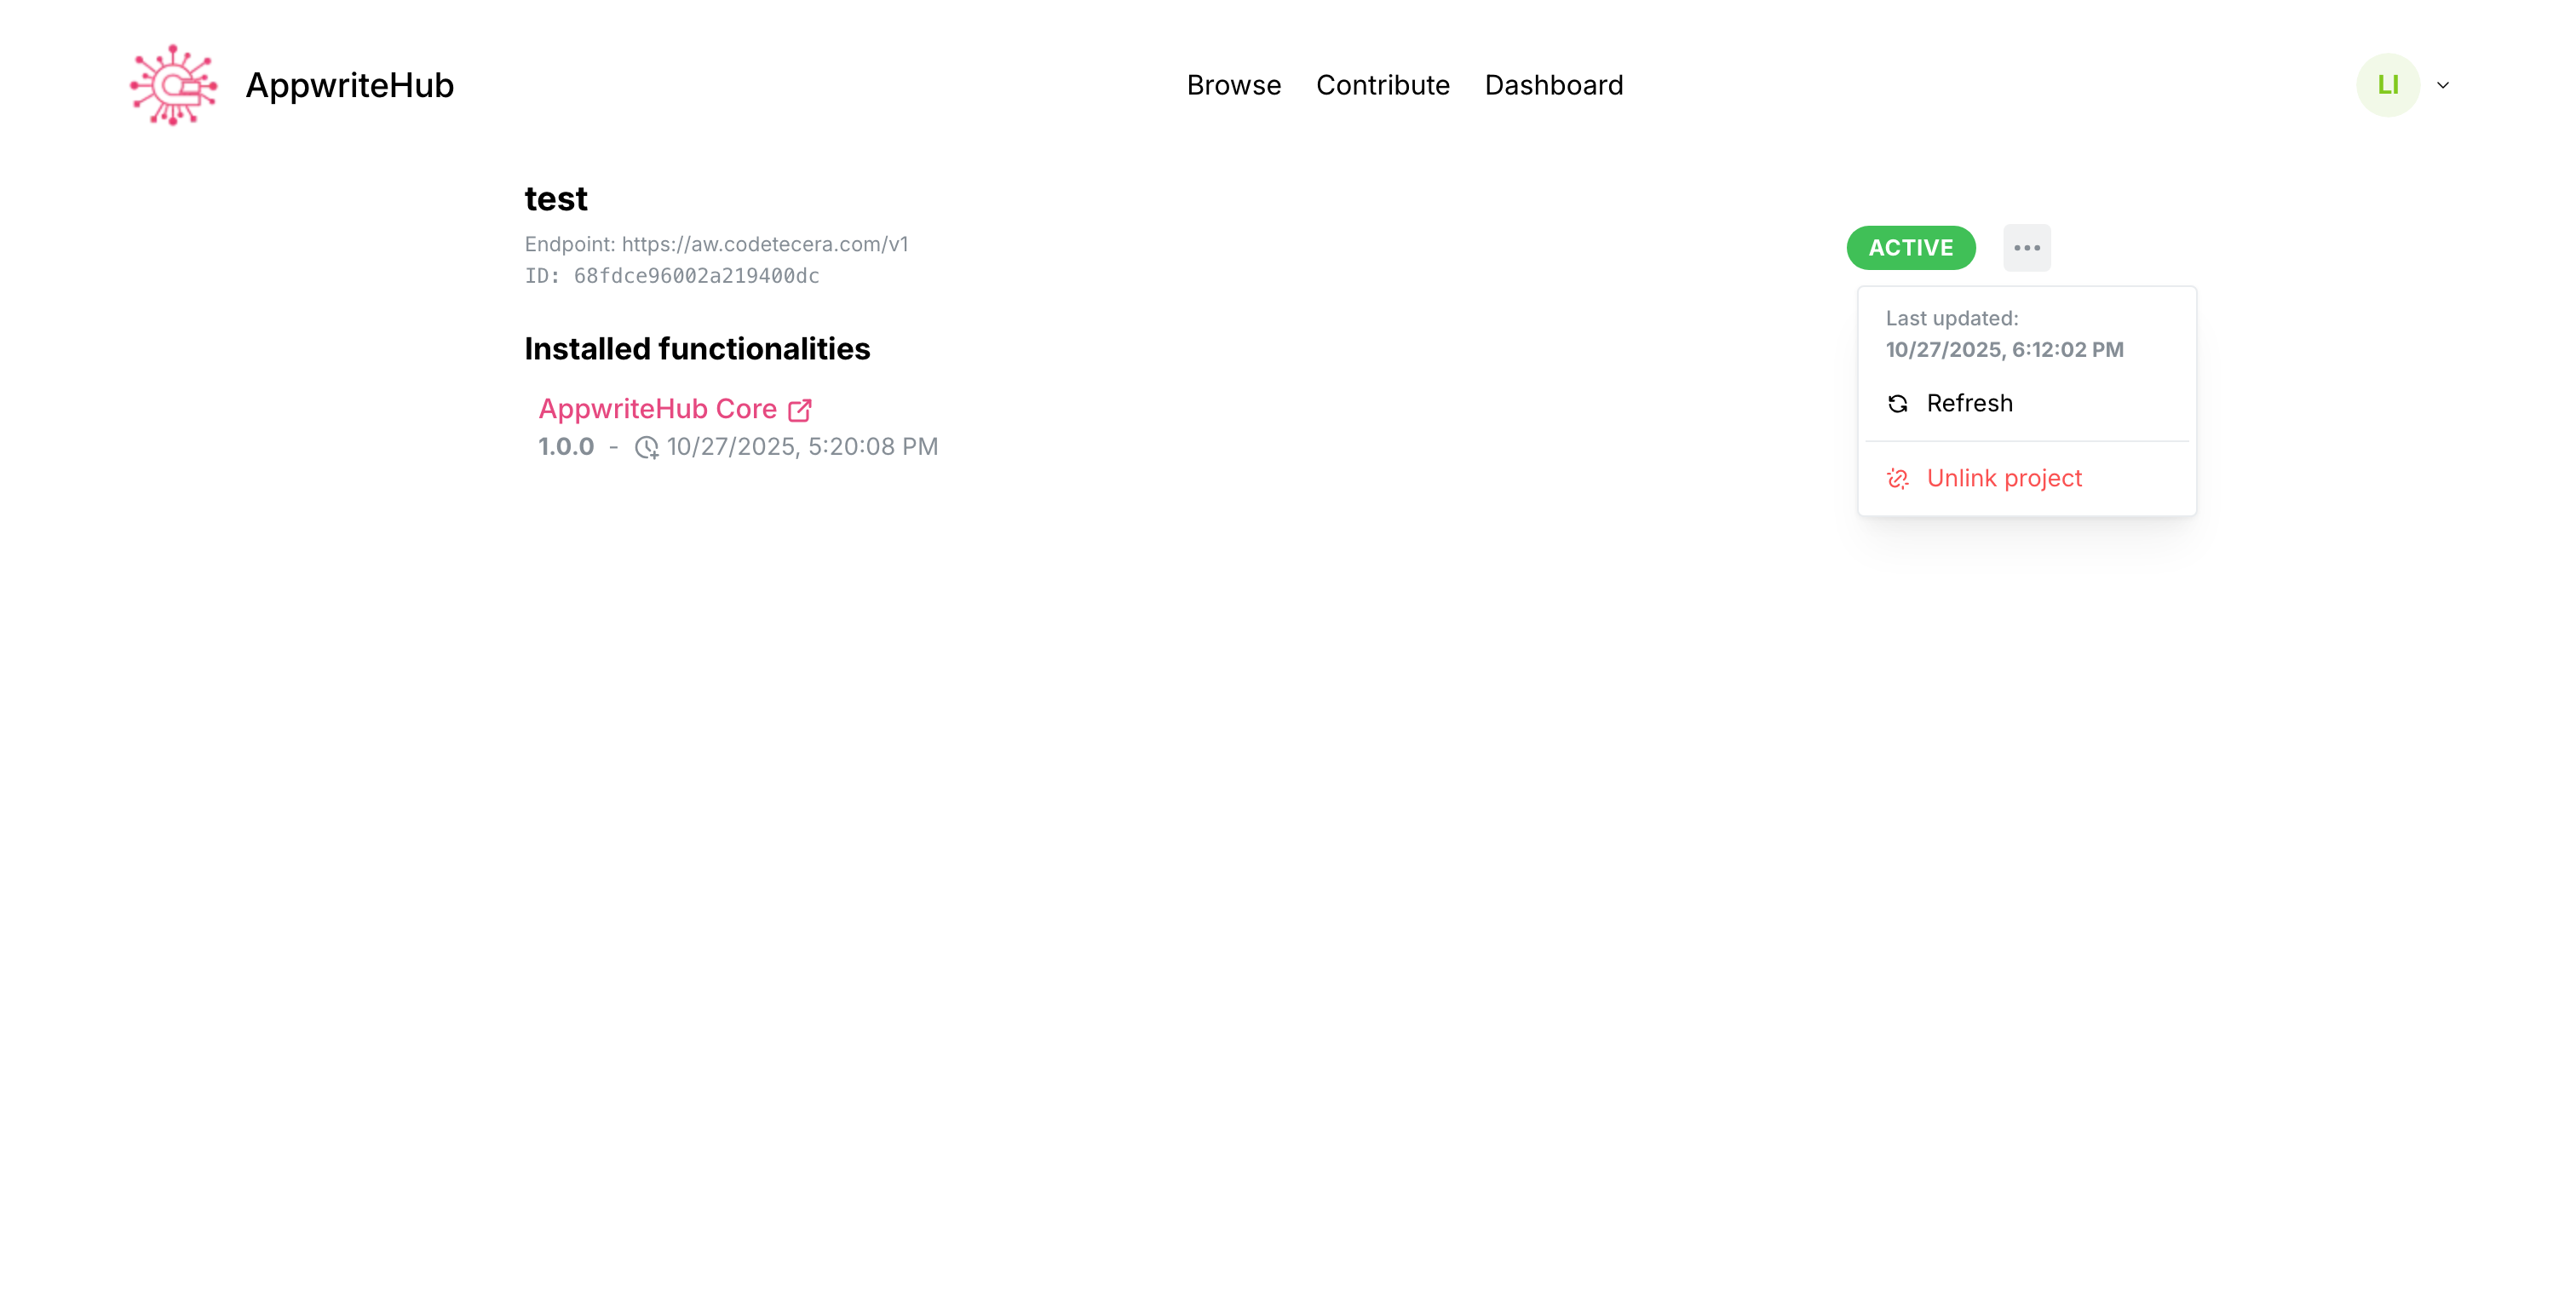 AppwriteHub
Browse Contribute Dashboard
LI
test
Endpoint: https://aw.codetecera.com/v1
ID: 68fdce96002a219400dc
ACTIVE
Last updated:
10/27/2025, 6:12:02 PM
Refresh
Unlink project
Installed functionalities
AppwriteHub Core
1.0.0 - 10/27/2025, 5:20:08 PM